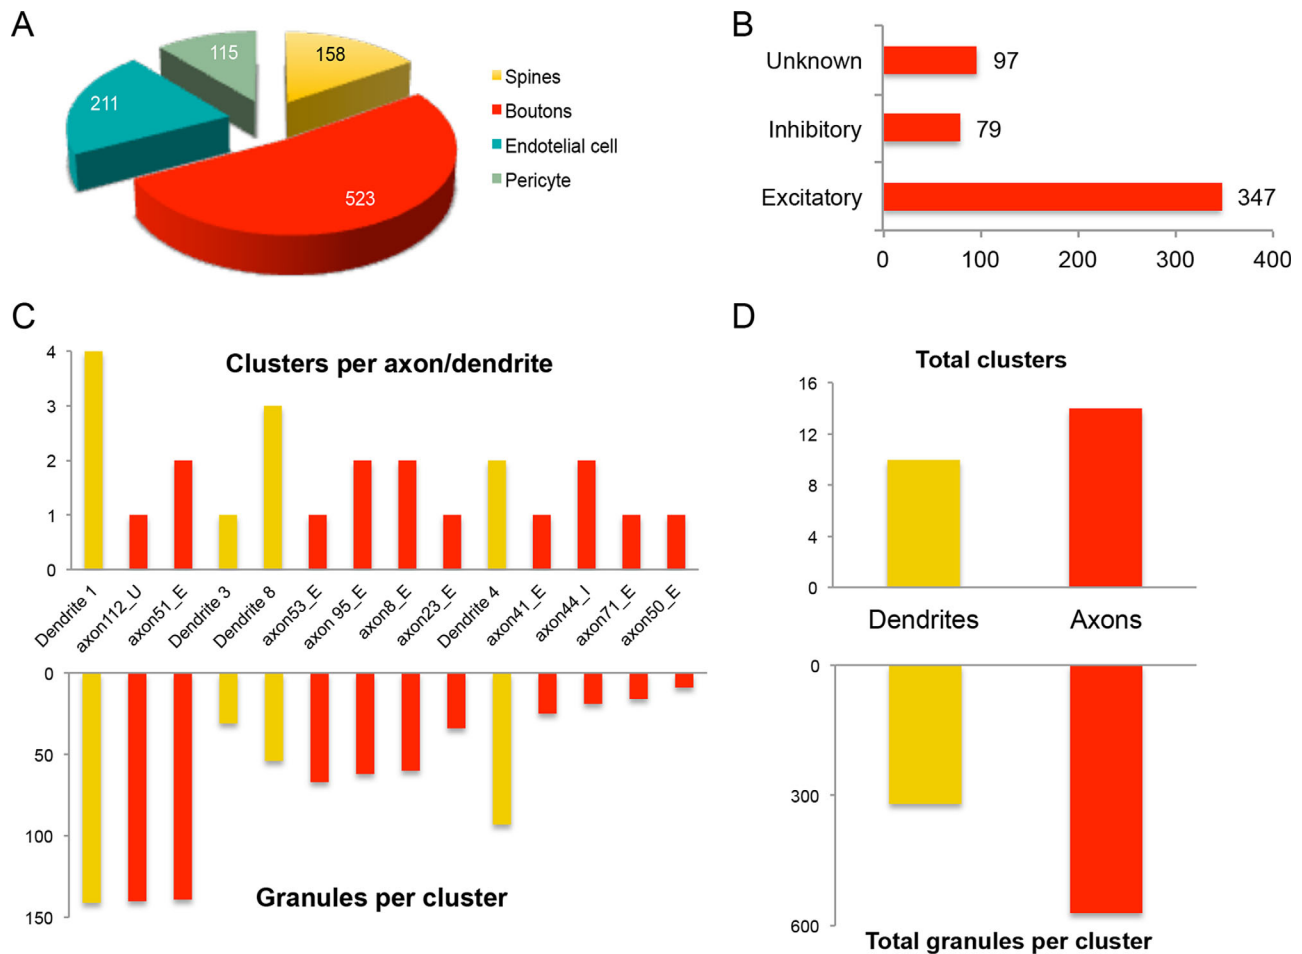 A
115
158
211
523
Spines
Boutons
Endotelial cell
Pericyte
B
Unknown
97
Inhibitory
79
Excitatory
347
0
100
200
300
400
C
Clusters per axon/dendrite
4
3
2
1
0
Dendrite 1
axon112_U
axon51_E
Dendrite 3
Dendrite 8
axon53_E
axon 95_E
axon8_E
axon23_E
Dendrite 4
axon41_E
axon44_I
axon71_E
axon50_E
0
50
100
150
Granules per cluster
D
Total clusters
16
12
8
4
0
Dendrites
Axons
0
300
600
Total granules per cluster